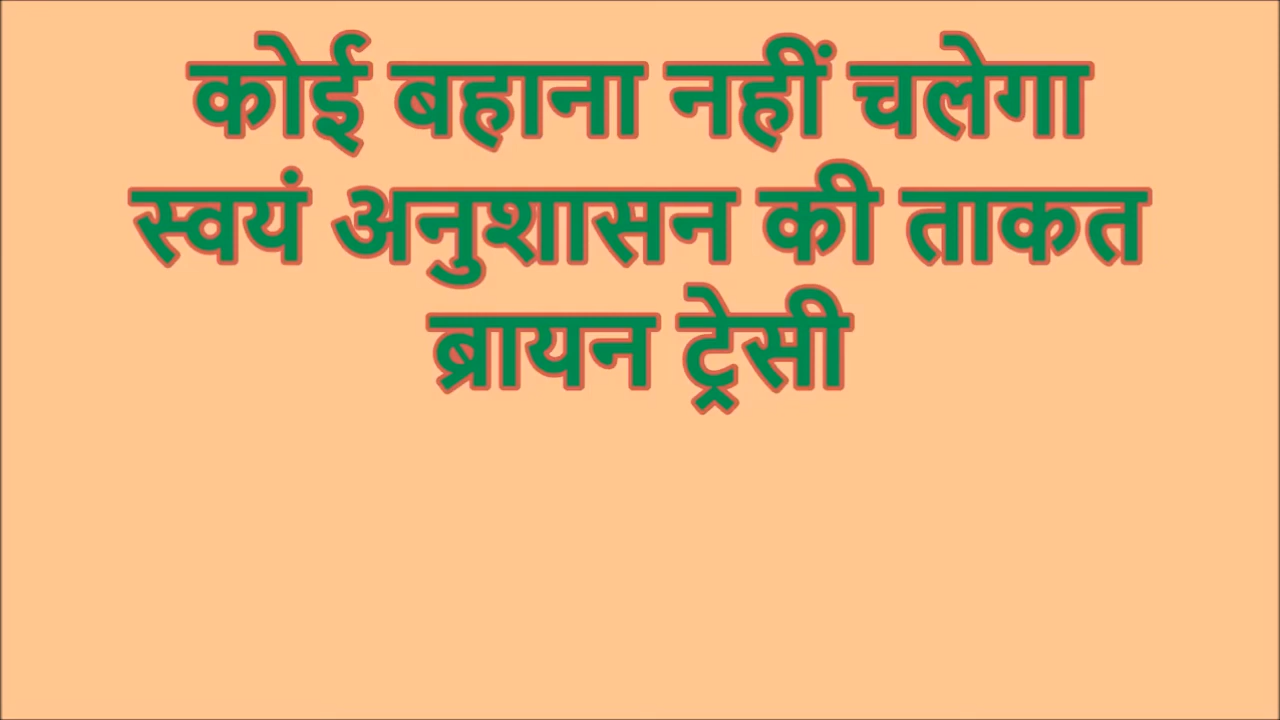 कोई बहाना नहीं चलेगा
स्वयं अनुशासन की ताकत
ब्रायन ट्रेसी